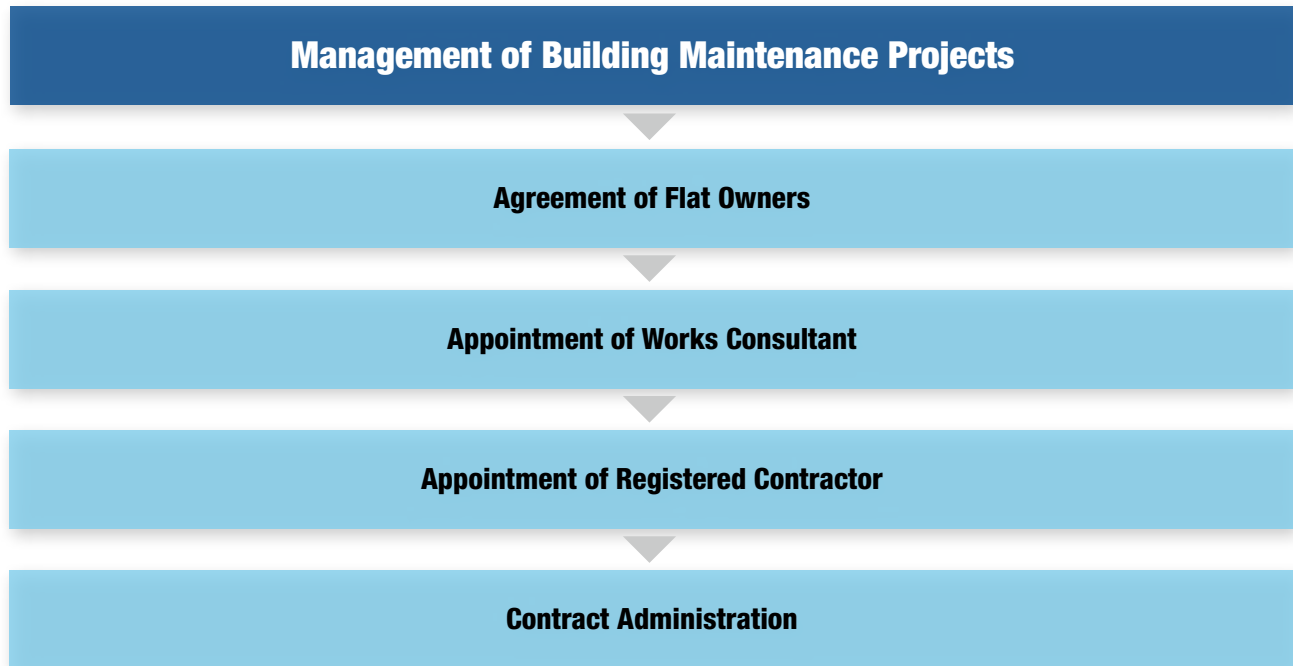 Management of Building Maintenance Projects
Agreement of Flat Owners
Appointment of Works Consultant
Appointment of Registered Contractor
Contract Administration